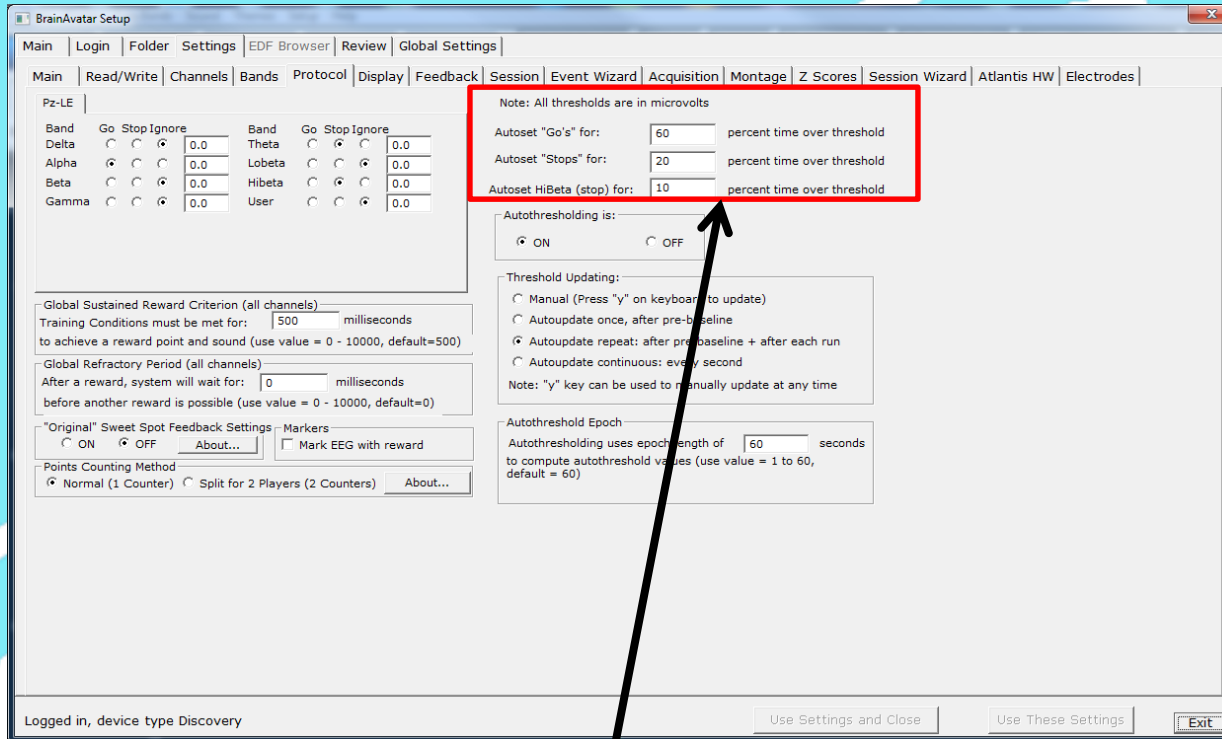 BrainAvatar Setup
X
Main Login Folder Settings EDF Browser Review Global Settings
Main Read/Write Channels Bands Protocol Display Feedback Session Event Wizard Acquisition Montage Z Scores Session Wizard Atlantis HW Electrodes
Pz-LE
Band Go Stop Ignore Band Go Stop Ignore
Delta 0.0 Theta 0.0
Alpha 0.0 Lobeta 0.0
Beta 0.0 Hibeta 0.0
Gamma 0.0 User 0.0
Note: All thresholds are in microvolts
Autoset "Go's" for: 60 percent time over threshold
Autoset "Stops" for: 20 percent time over threshold
Autoset HiBeta (stop) for: 10 percent time over threshold
Autothresholding is:
ON OFF
Threshold Updating:
Manual (Press "y" on keyboard to update)
Autoupdate once, after pre-baseline
Autoupdate repeat: after pre-baseline + after each run
Autoupdate continuous: every second
Note: "y" key can be used to manually update at any time
Autothreshold Epoch
Autothresholding uses epoch length of 60 seconds
to compute autothreshold values (use value = 1 to 60,
default = 60)
Global Sustained Reward Criterion (all channels)
Training Conditions must be met for: 500 milliseconds
to achieve a reward point and sound (use value = 0 - 10000, default=500)
Global Refractory Period (all channels)
After a reward, system will wait for: 0 milliseconds
before another reward is possible (use value = 0 - 10000, default=0)
"Original" Sweet Spot Feedback Settings Markers
ON OFF About... Mark EEG with reward
Points Counting Method
Normal (1 Counter) Split for 2 Players (2 Counters) About...
Logged in, device type Discovery Use Settings and Close Use These Settings Exit